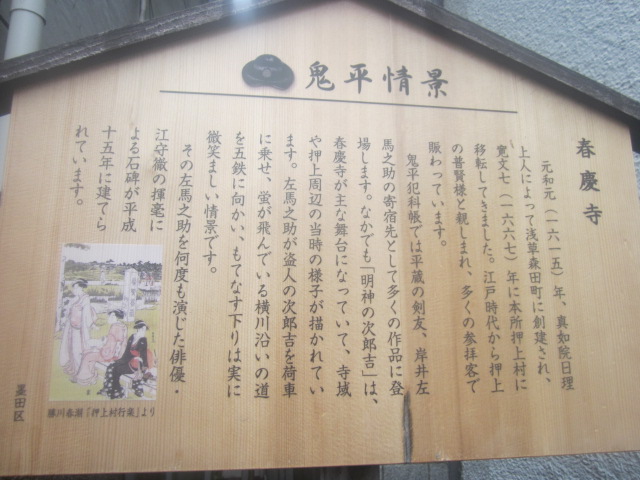 鬼平情景
春慶寺
元和元（一六一五）年、真如院日理
上人によって浅草森田町に創建され、
寛文七（一六六七）年に本所押上村に
移転してきました。江戸時代から押上
の普賢様と親しまれ、多くの参拝客で
賑わっています。
鬼平犯科帳では平蔵の剣友、岸井左
馬之助の寄宿先として多くの作品に登
場します。なかでも「明神の次郎吉」は、
春慶寺が主な舞台になっていて、寺域
や押上周辺の当時の様子が描かれてい
ます。左馬之助が盗人の次郎吉を荷車
に乗せ、蛍が飛んでいる横川沿いの道
を五鉄に向かい、もてなす下りは実に
微笑ましい情景です。
その左馬之助を何度も演じた俳優・
江守徹の揮毫に
よる石碑が平成
十五年に建てら
れています。
勝川春潮「押上村行楽」より
墨田区